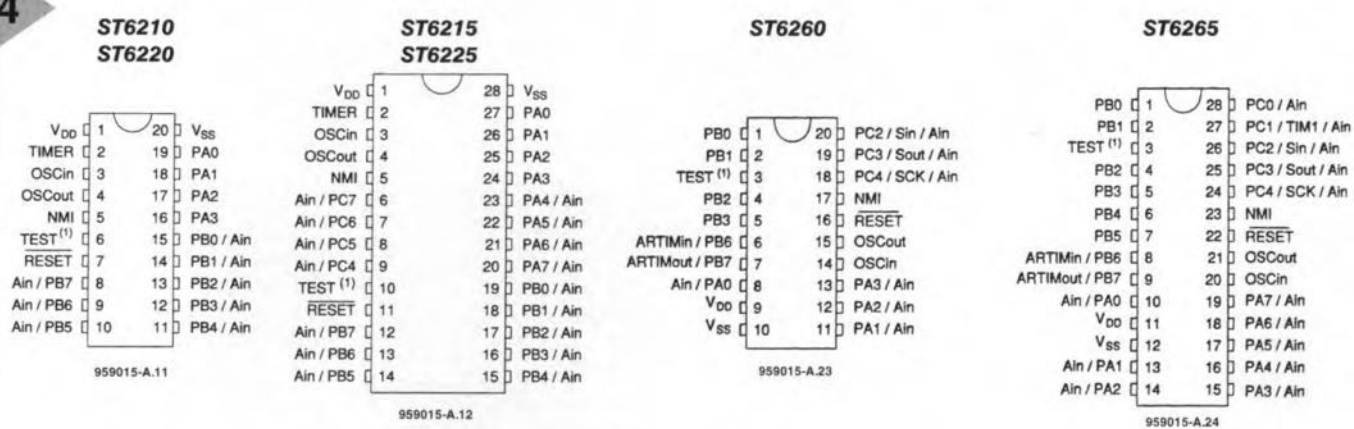 4
ST6210
ST6220
V_DD 1 20 V_SS
TIMER 2 19 PA0
OSCin 3 18 PA1
OSCout 4 17 PA2
NMI 5 16 PA3
TEST (1) 6 15 PB0 / Ain
RESET 7 14 PB1 / Ain
Ain / PB7 8 13 PB2 / Ain
Ain / PB6 9 12 PB3 / Ain
Ain / PB5 10 11 PB4 / Ain
959015-A.11
ST6215
ST6225
V_DD 1 28 V_SS
TIMER 2 27 PA0
OSCin 3 26 PA1
OSCout 4 25 PA2
NMI 5 24 PA3
Ain / PC7 6 23 PA4 / Ain
Ain / PC6 7 22 PA5 / Ain
Ain / PC5 8 21 PA6 / Ain
Ain / PC4 9 20 PA7 / Ain
TEST (1) 10 19 PB0 / Ain
RESET 11 18 PB1 / Ain
Ain / PB7 12 17 PB2 / Ain
Ain / PB6 13 16 PB3 / Ain
Ain / PB5 14 15 PB4 / Ain
959015-A.12
ST6260
PB0 1 20 PC2 / Sin / Ain
PB1 2 19 PC3 / Sout / Ain
TEST (1) 3 18 PC4 / SCK / Ain
PB2 4 17 NMI
PB3 5 16 RESET
ARTIMin / PB6 6 15 OSCout
ARTIMout / PB7 7 14 OSCin
Ain / PA0 8 13 PA3 / Ain
V_DD 9 12 PA2 / Ain
V_SS 10 11 PA1 / Ain
959015-A.23
ST6265
PB0 1 28 PC0 / Ain
PB1 2 27 PC1 / TIM1 / Ain
TEST (1) 3 26 PC2 / Sin / Ain
PB2 4 25 PC3 / Sout / Ain
PB3 5 24 PC4 / SCK / Ain
PB4 6 23 NMI
PB5 7 22 RESET
ARTIMin / PB6 8 21 OSCout
ARTIMout / PB7 9 20 OSCin
Ain / PA0 10 19 PA7 / Ain
V_DD 11 18 PA6 / Ain
V_SS 12 17 PA5 / Ain
Ain / PA1 13 16 PA4 / Ain
Ain / PA2 14 15 PA3 / Ain
959015-A.24